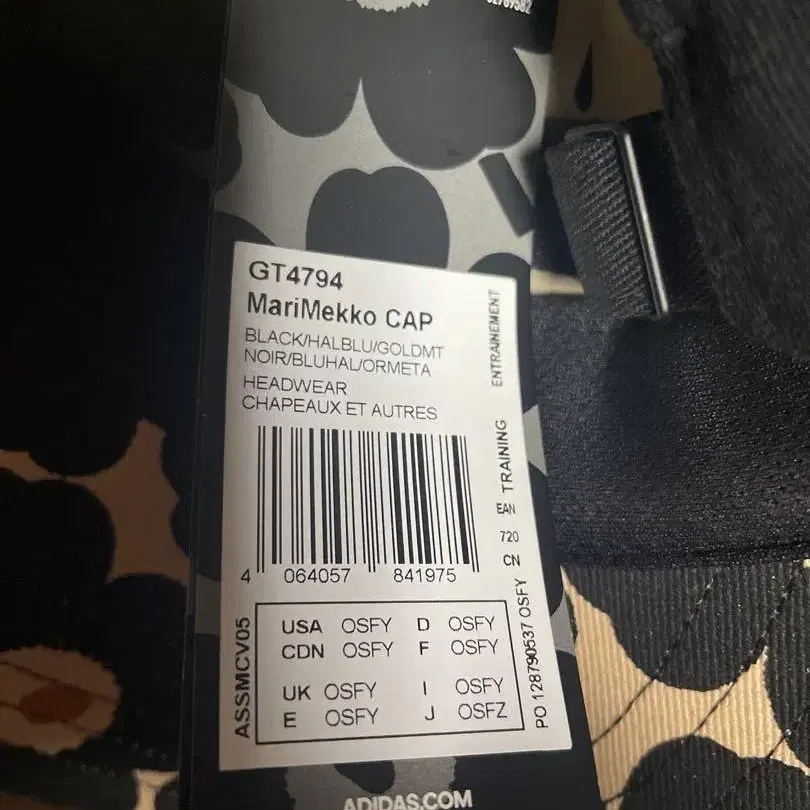 GT4794
MariMekko CAP
BLACK/HALBLU/GOLDMT
NOIR/BLUHAL/ORMETA
HEADWEAR
CHAPEAUX ET AUTRES
ENTRAINEMENT
TRAINING
EAN
720
CN
4 064057 841975
ASSMCV05
USA OSFY D OSFY
CDN OSFY F OSFY
UK OSFY I OSFY
E OSFY J OSFZ
PO 128790537 OSFY
ADIDAS.COM